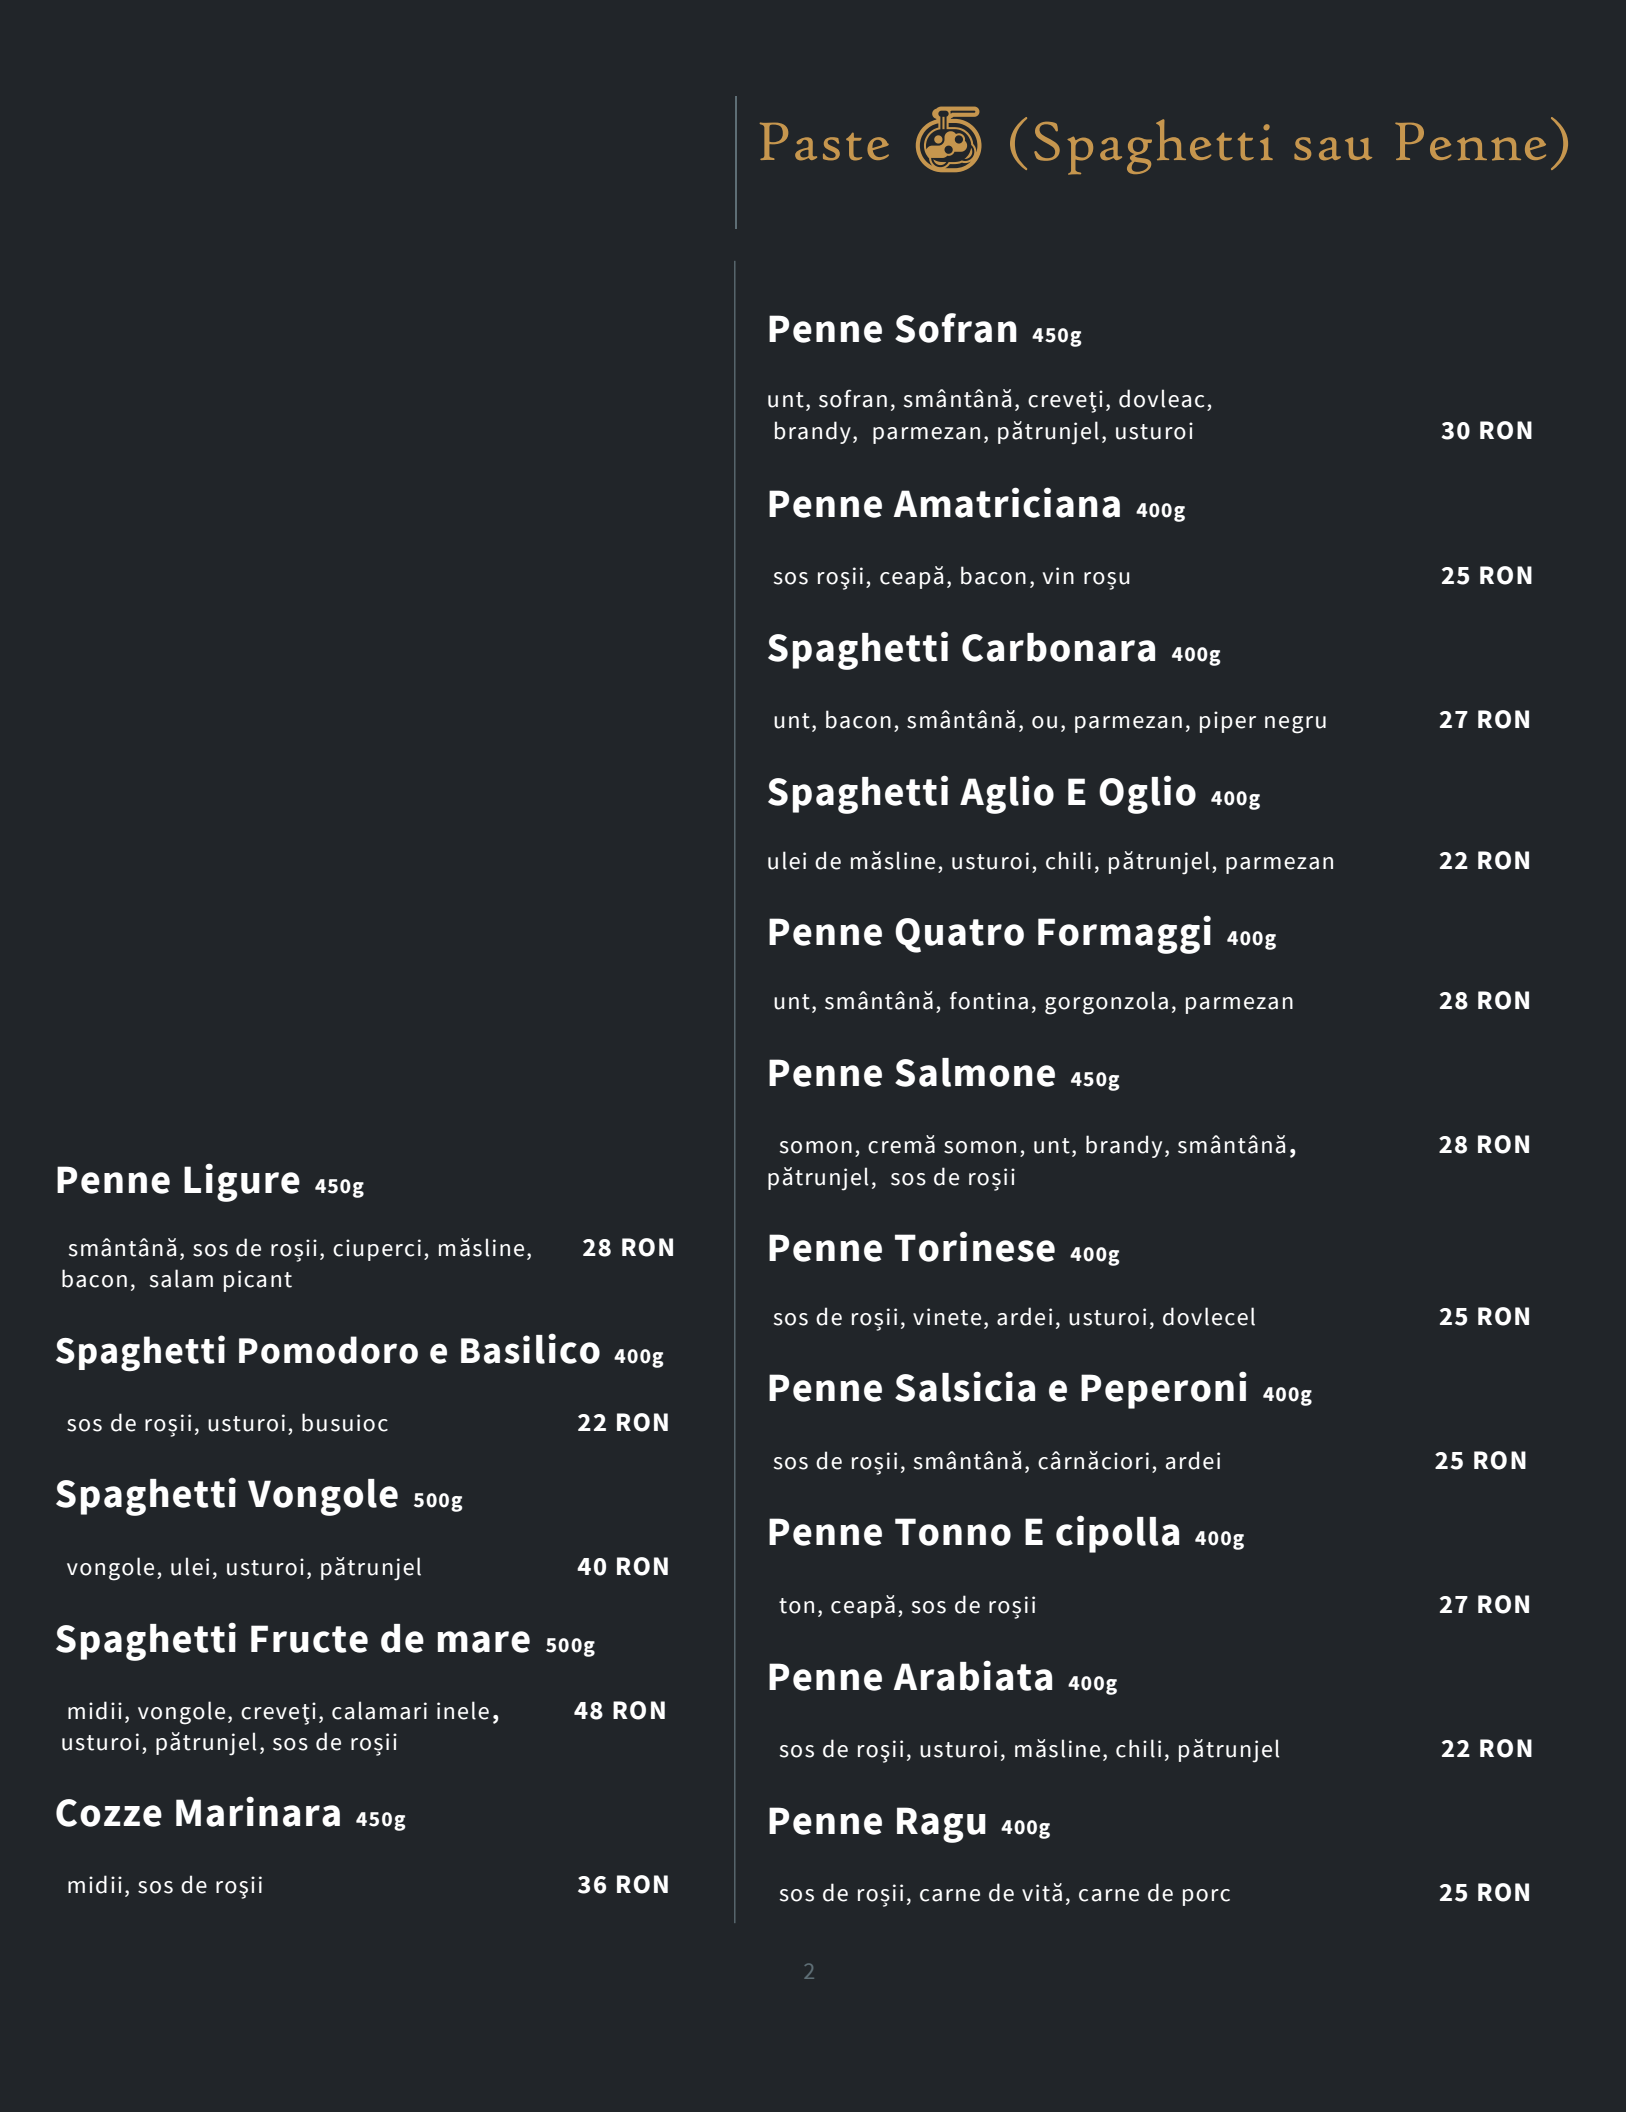 Paste (Spaghetti sau Penne)
Penne Sofran 450g
unt, sofran, smântână, creveţi, dovleac,
brandy, parmezan, pătrunjel, usturoi 30 RON
Penne Amatriciana 400g
sos roşii, ceapă, bacon, vin roșu 25 RON
Spaghetti Carbonara 400g
unt, bacon, smântână, ou, parmezan, piper negru 27 RON
Spaghetti Aglio E Oglio 400g
ulei de măsline, usturoi, chili, pătrunjel, parmezan 22 RON
Penne Quatro Formaggi 400g
unt, smântână, fontina, gorgonzola, parmezan 28 RON
Penne Salmone 450g
somon, cremă somon, unt, brandy, smântână, 28 RON
pătrunjel, sos de roșii
Penne Torinese 400g
sos de roșii, vinete, ardei, usturoi, dovlecel 25 RON
Penne Salsicia e Peperoni 400g
sos de roșii, smântână, cârnăciori, ardei 25 RON
Penne Tonno E cipolla 400g
ton, ceapă, sos de roșii 27 RON
Penne Arabiata 400g
sos de roşii, usturoi, măsline, chili, pătrunjel 22 RON
Penne Ragu 400g
sos de roșii, carne de vită, carne de porc 25 RON
Penne Ligure 450g
smântână, sos de roșii, ciuperci, măsline, 28 RON
bacon, salam picant
Spaghetti Pomodoro e Basilico 400g
sos de roșii, usturoi, busuioc 22 RON
Spaghetti Vongole 500g
vongole, ulei, usturoi, pătrunjel 40 RON
Spaghetti Fructe de mare 500g
midii, vongole, creveţi, calamari inele, 48 RON
usturoi, pătrunjel, sos de roșii
Cozze Marinara 450g
midii, sos de roşii 36 RON
2